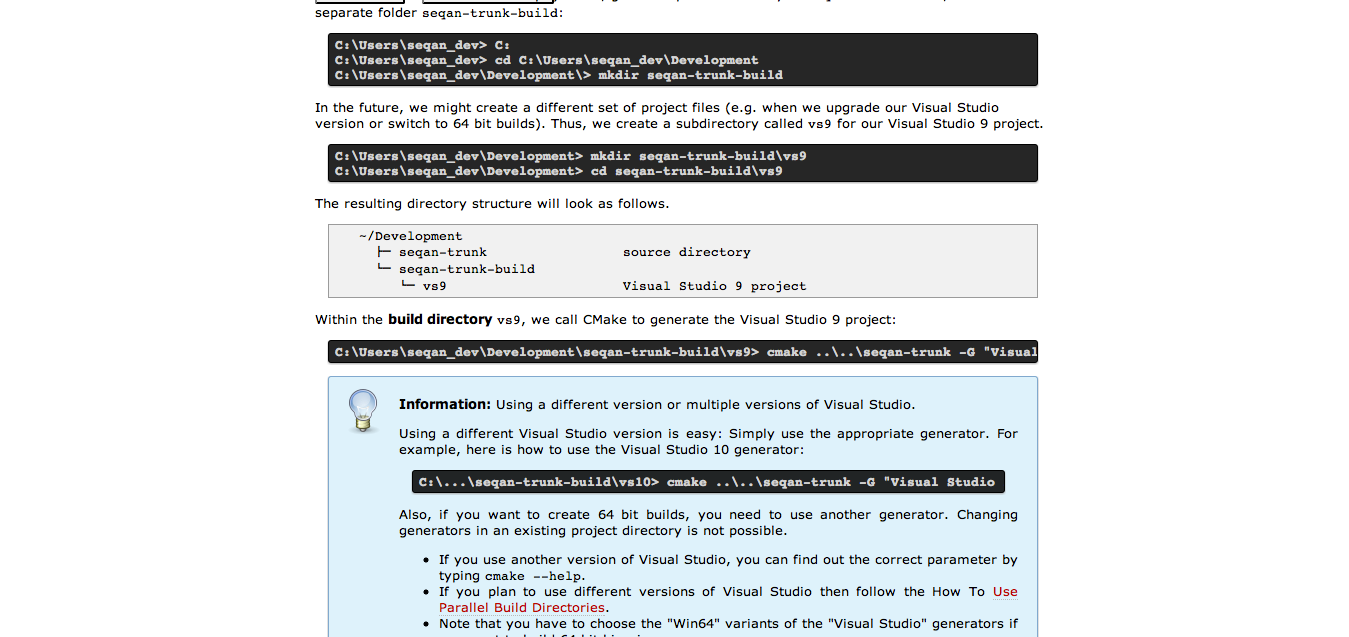 separate folder seqan-trunk-build:
C:\Users\seqan_dev> C:
C:\Users\seqan_dev> cd C:\Users\seqan_dev\Development
C:\Users\seqan_dev\Development\> mkdir seqan-trunk-build
In the future, we might create a different set of project files (e.g. when we upgrade our Visual Studio
version or switch to 64 bit builds). Thus, we create a subdirectory called vs9 for our Visual Studio 9 project.
C:\Users\seqan_dev\Development> mkdir seqan-trunk-build\vs9
C:\Users\seqan_dev\Development> cd seqan-trunk-build\vs9
The resulting directory structure will look as follows.
~/Development
├─ seqan-trunk source directory
└─ seqan-trunk-build
└─ vs9 Visual Studio 9 project
Within the build directory vs9, we call CMake to generate the Visual Studio 9 project:
C:\Users\seqan_dev\Development\seqan-trunk-build\vs9> cmake ..\..\seqan-trunk -G "Visual
Information: Using a different version or multiple versions of Visual Studio.
Using a different Visual Studio version is easy: Simply use the appropriate generator. For
example, here is how to use the Visual Studio 10 generator:
C:\...\seqan-trunk-build\vs10> cmake ..\..\seqan-trunk -G "Visual Studio
Also, if you want to create 64 bit builds, you need to use another generator. Changing
generators in an existing project directory is not possible.
• If you use another version of Visual Studio, you can find out the correct parameter by
typing cmake --help.
• If you plan to use different versions of Visual Studio then follow the How To Use
Parallel Build Directories.
• Note that you have to choose the "Win64" variants of the "Visual Studio" generators if